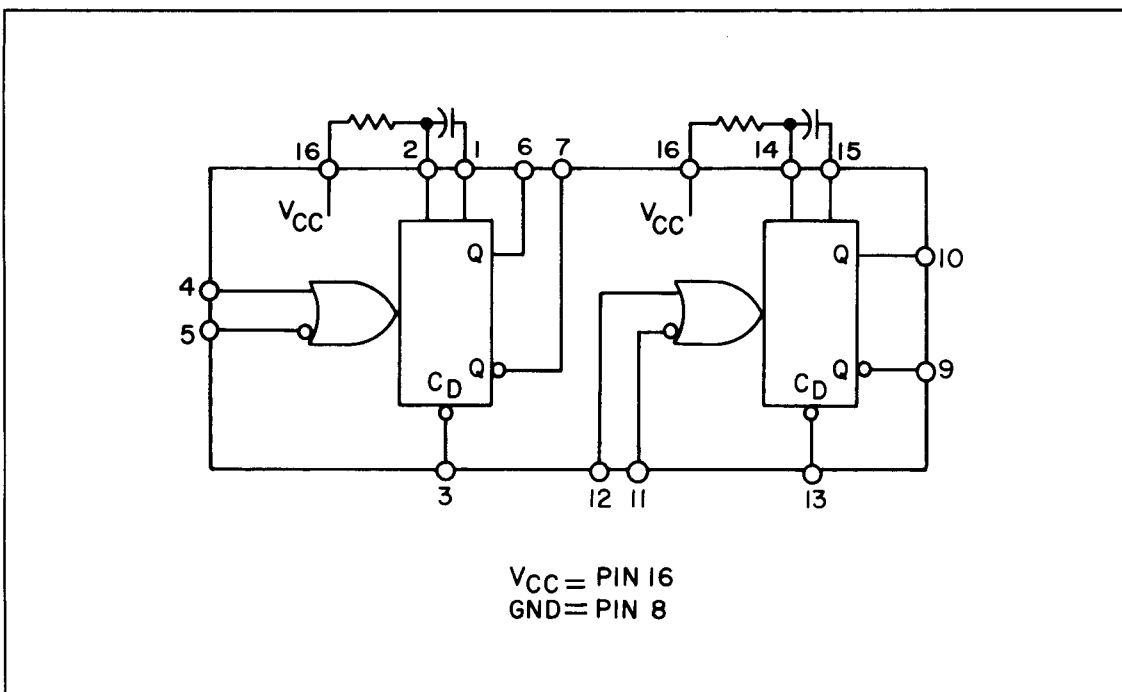 16 2 1 6 7 16 14 15
VCC VCC
Q Q 10
4
5
Q Q 9
CD CD
3 12 11 13
VCC = PIN 16
GND = PIN 8